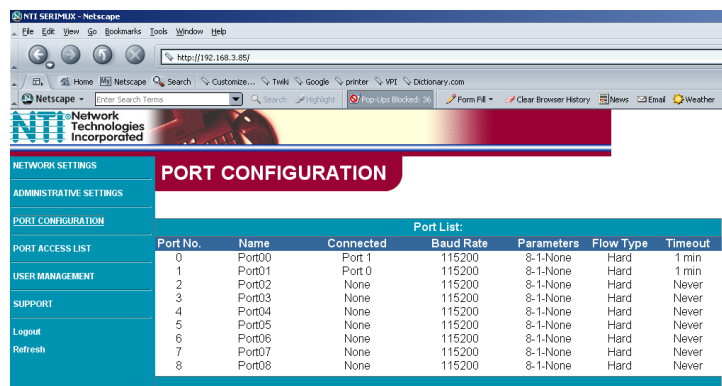 NTI SERIMUX - Netscape
File Edit View Go Bookmarks Tools Window Help
http://192.168.3.85/
Home Netscape Search Customize... Twiki Google printer VPI Dictionary.com
Netscape Enter Search Terms Search Highlight Pop-Ups Blocked: 36 Form Fill Clear Browser History News Email Weather
NTI ® Network
Technologies
Incorporated
NETWORK SETTINGS
ADMINISTRATIVE SETTINGS
PORT CONFIGURATION
PORT ACCESS LIST
USER MANAGEMENT
SUPPORT
Logout
Refresh
PORT CONFIGURATION
Port List:
Port No. Name Connected Baud Rate Parameters Flow Type Timeout
0 Port00 Port 1 115200 8-1-None Hard 1 min
1 Port01 Port 0 115200 8-1-None Hard 1 min
2 Port02 None 115200 8-1-None Hard Never
3 Port03 None 115200 8-1-None Hard Never
4 Port04 None 115200 8-1-None Hard Never
5 Port05 None 115200 8-1-None Hard Never
6 Port06 None 115200 8-1-None Hard Never
7 Port07 None 115200 8-1-None Hard Never
8 Port08 None 115200 8-1-None Hard Never